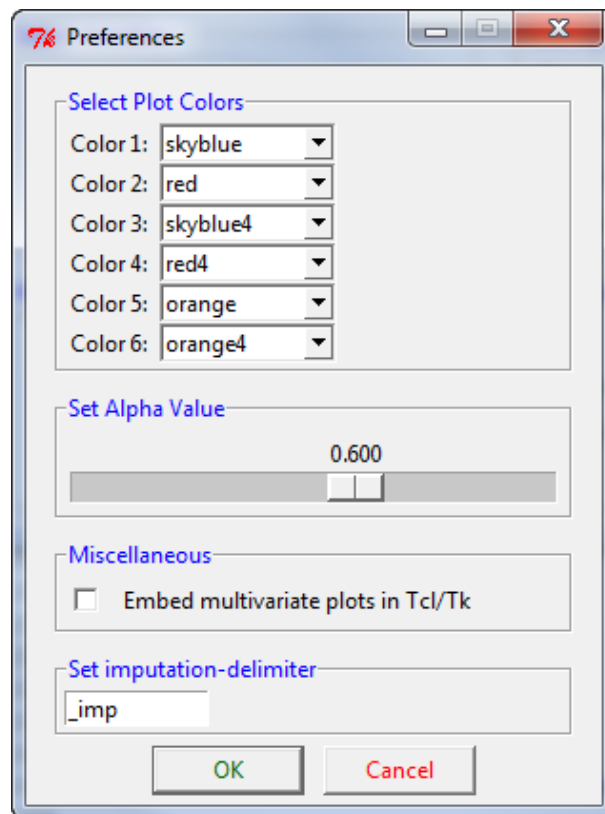 Preferences
Select Plot Colors
Color 1: skyblue
Color 2: red
Color 3: skyblue4
Color 4: red4
Color 5: orange
Color 6: orange4
Set Alpha Value
0.600
Miscellaneous
Embed multivariate plots in Tcl/Tk
Set imputation-delimiter
_imp
OK Cancel